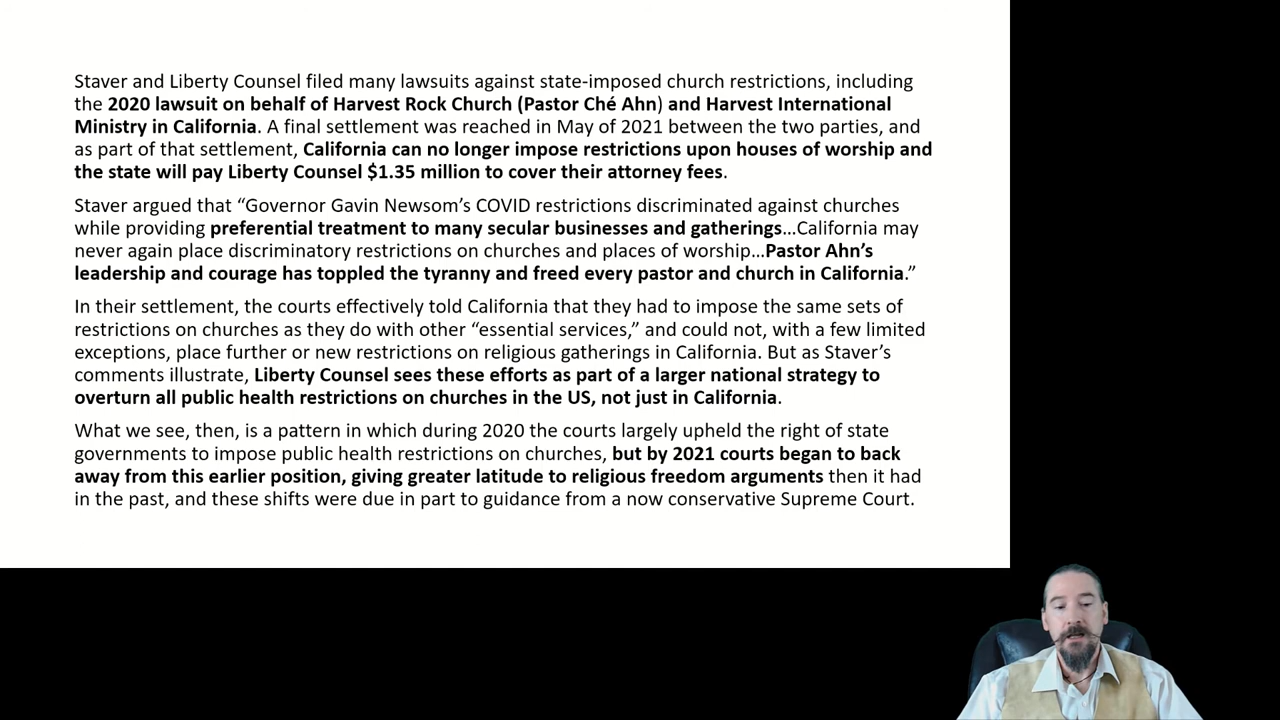 Staver and Liberty Counsel filed many lawsuits against state-imposed church restrictions, including
the 2020 lawsuit on behalf of Harvest Rock Church (Pastor Ché Ahn) and Harvest International
Ministry in California. A final settlement was reached in May of 2021 between the two parties, and
as part of that settlement, California can no longer impose restrictions upon houses of worship and
the state will pay Liberty Counsel $1.35 million to cover their attorney fees.
Staver argued that “Governor Gavin Newsom’s COVID restrictions discriminated against churches
while providing preferential treatment to many secular businesses and gatherings…California may
never again place discriminatory restrictions on churches and places of worship…Pastor Ahn’s
leadership and courage has toppled the tyranny and freed every pastor and church in California.”
In their settlement, the courts effectively told California that they had to impose the same sets of
restrictions on churches as they do with other “essential services,” and could not, with a few limited
exceptions, place further or new restrictions on religious gatherings in California. But as Staver’s
comments illustrate, Liberty Counsel sees these efforts as part of a larger national strategy to
overturn all public health restrictions on churches in the US, not just in California.
What we see, then, is a pattern in which during 2020 the courts largely upheld the right of state
governments to impose public health restrictions on churches, but by 2021 courts began to back
away from this earlier position, giving greater latitude to religious freedom arguments then it had
in the past, and these shifts were due in part to guidance from a now conservative Supreme Court.